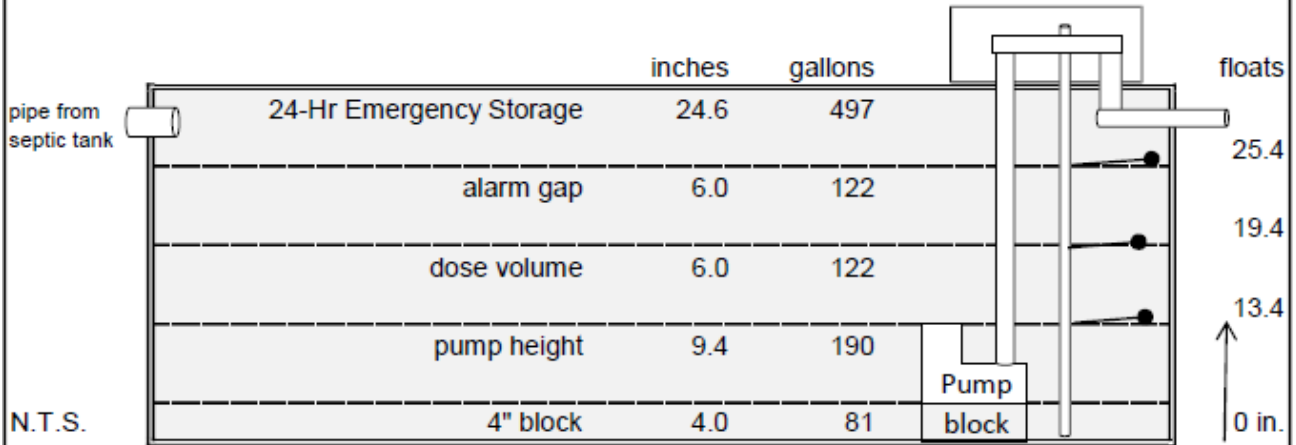 inches gallons floats
pipe from
septic tank
24-Hr Emergency Storage 24.6 497
25.4
alarm gap 6.0 122
19.4
dose volume 6.0 122
13.4
pump height 9.4 190
Pump
N.T.S. 4" block 4.0 81 block 0 in.